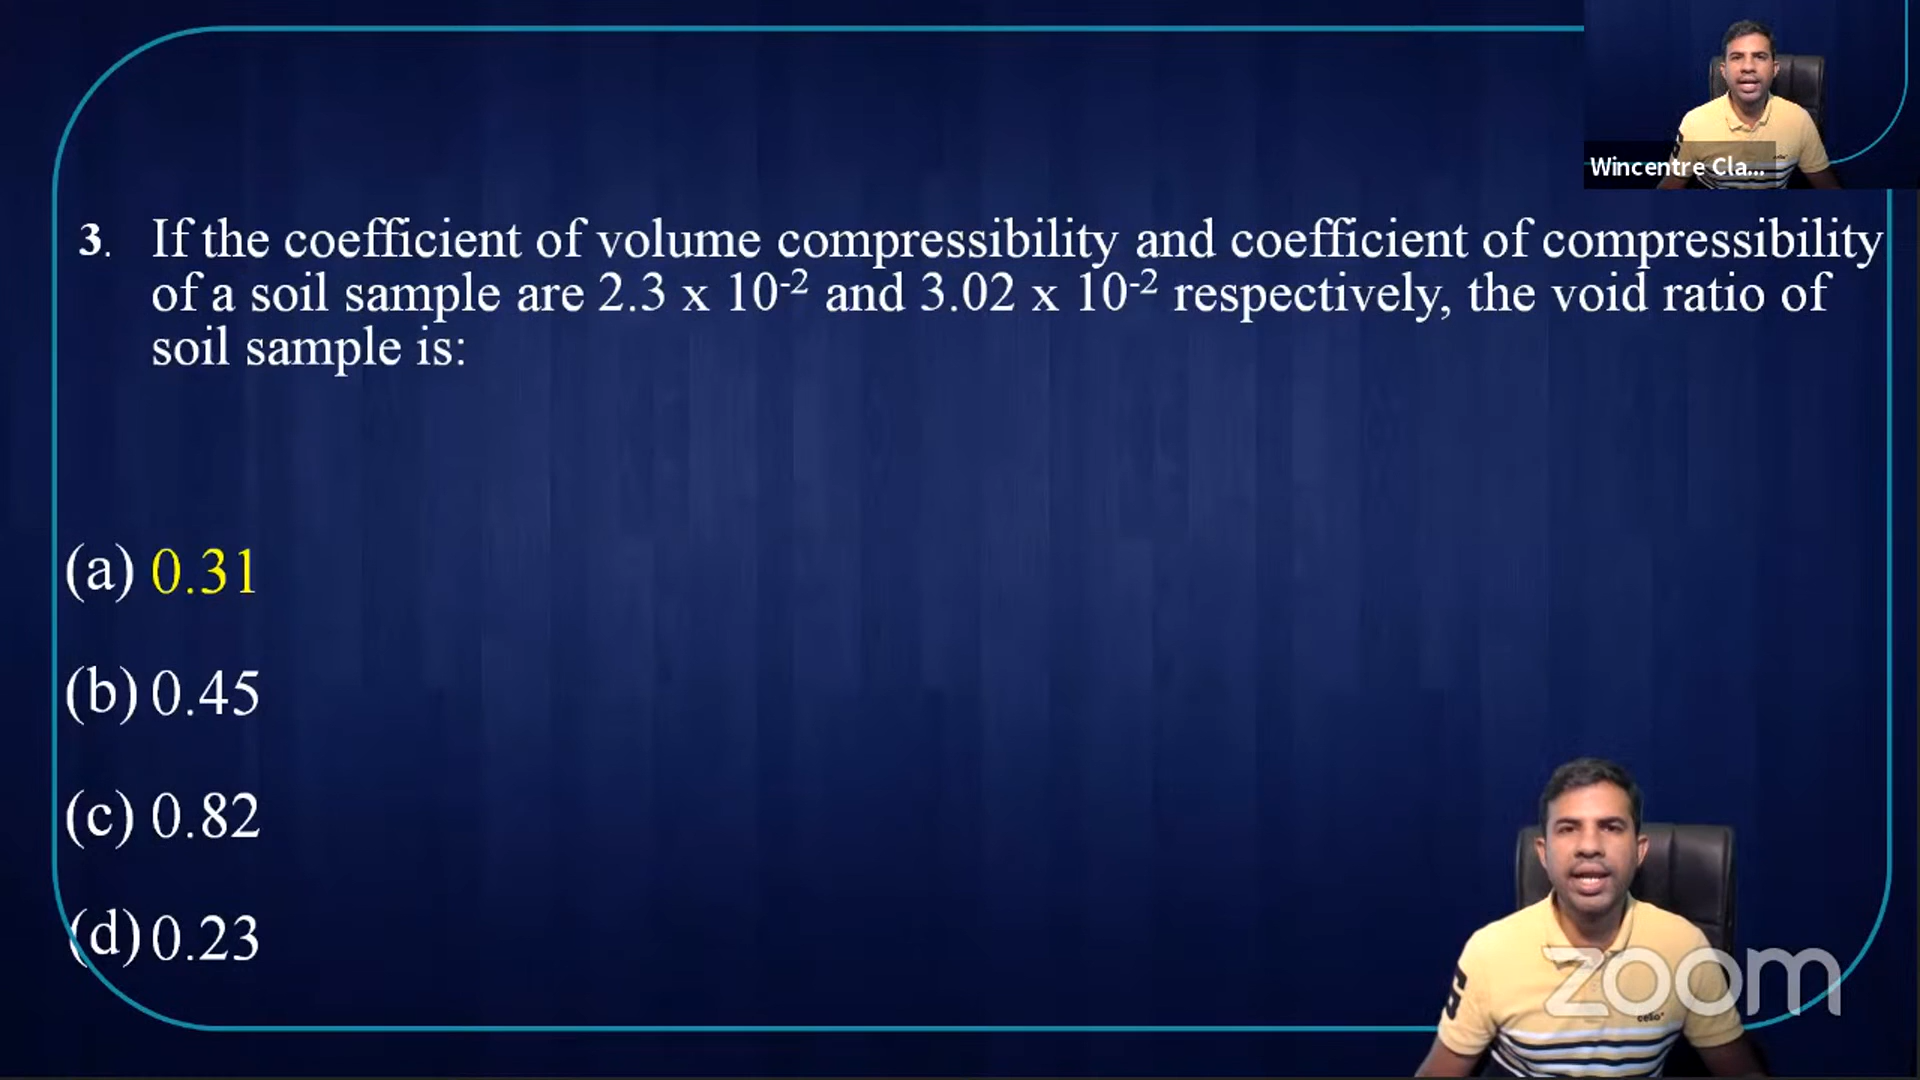 Wincentre Cla...
3. If the coefficient of volume compressibility and coefficient of compressibility
of a soil sample are 2.3 x 10⁻² and 3.02 x 10⁻² respectively, the void ratio of
soil sample is:
(a) 0.31
(b) 0.45
(c) 0.82
(d) 0.23
zoom
celio*